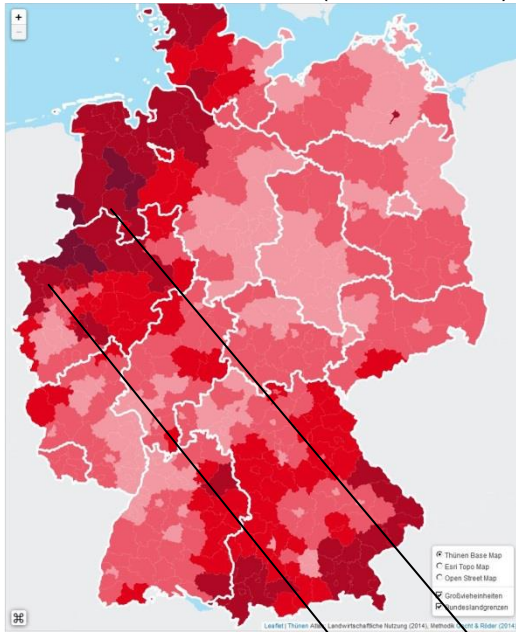 +
−
Thünen Base Map
Esri Topo Map
Open Street Map
Großvieheinheiten
Bundeslandgrenzen
Leaflet | Thünen Atlas: Landwirtschaftliche Nutzung (2014), Methodik & Röder (2014)